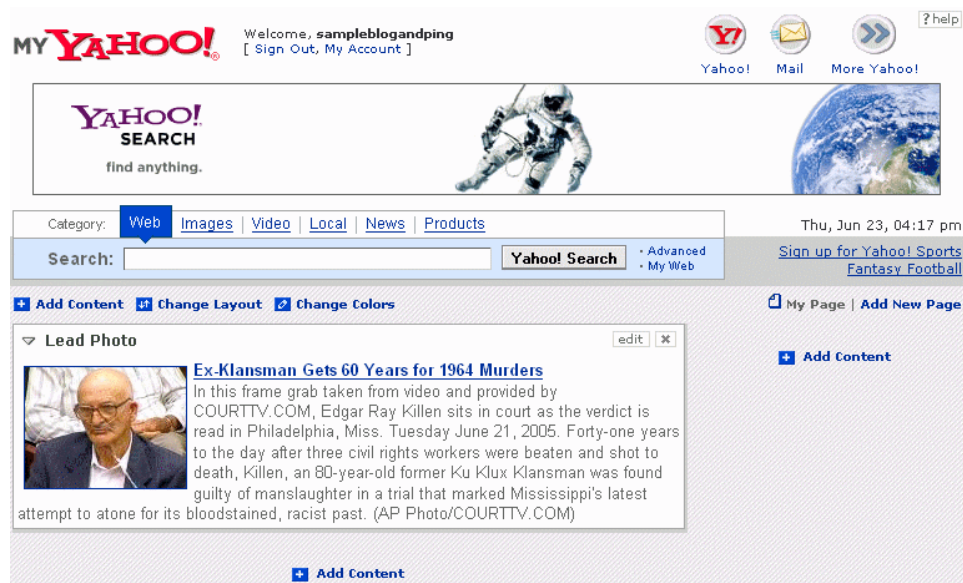 MY YAHOO!
Welcome, sampleblogandping
[ Sign Out, My Account ]
Yahoo! Mail More Yahoo!
? help
YAHOO!
SEARCH
find anything.
Category: Web Images | Video | Local | News | Products
Thu, Jun 23, 04:17 pm
Search: Yahoo! Search · Advanced
· My Web
Sign up for Yahoo! Sports
Fantasy Football
Add Content Change Layout Change Colors
My Page | Add New Page
Lead Photo edit
Add Content
Ex-Klansman Gets 60 Years for 1964 Murders
In this frame grab taken from video and provided by
COURTTV.COM, Edgar Ray Killen sits in court as the verdict is
read in Philadelphia, Miss. Tuesday June 21, 2005. Forty-one years
to the day after three civil rights workers were beaten and shot to
death, Killen, an 80-year-old former Ku Klux Klansman was found
guilty of manslaughter in a trial that marked Mississippi's latest
attempt to atone for its bloodstained, racist past. (AP Photo/COURTTV.COM)
Add Content